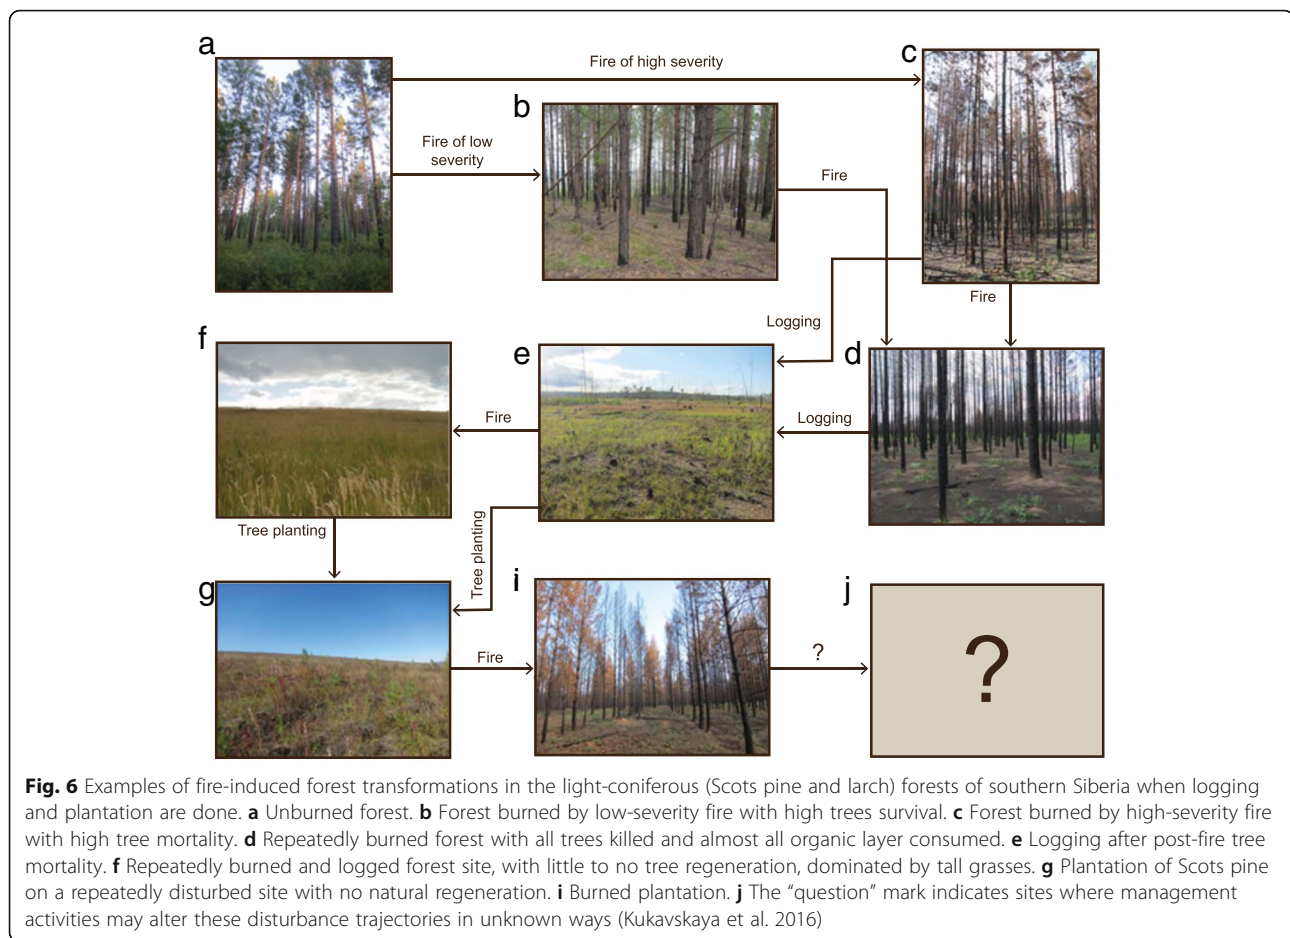 a
Fire of high severity
c
b
Fire of low
severity
Fire
Fire
Logging
f
e
d
Fire
Logging
Tree planting
Tree planting
g
i
j
Fire
?
?
Fig. 6 Examples of fire-induced forest transformations in the light-coniferous (Scots pine and larch) forests of southern Siberia when logging
and plantation are done. a Unburned forest. b Forest burned by low-severity fire with high trees survival. c Forest burned by high-severity fire
with high tree mortality. d Repeatedly burned forest with all trees killed and almost all organic layer consumed. e Logging after post-fire tree
mortality. f Repeatedly burned and logged forest site, with little to no tree regeneration, dominated by tall grasses. g Plantation of Scots pine
on a repeatedly disturbed site with no natural regeneration. i Burned plantation. j The “question” mark indicates sites where management
activities may alter these disturbance trajectories in unknown ways (Kukavskaya et al. 2016)